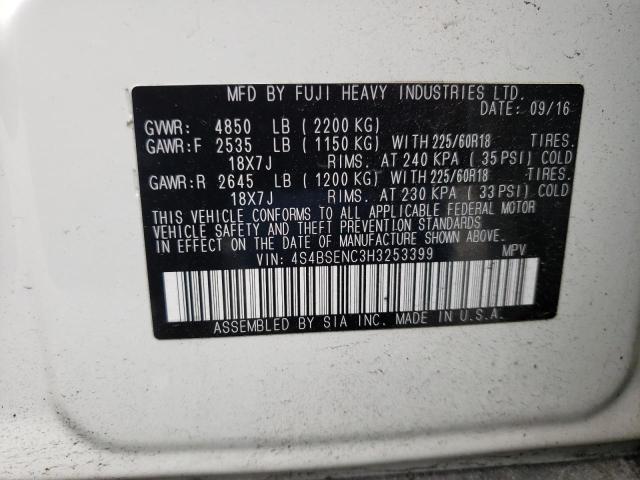 MFD BY FUJI HEAVY INDUSTRIES LTD.
DATE: 09/16
GVWR: 4850 LB (2200 KG)
GAWR:F 2535 LB (1150 KG) WITH 225/60R18 TIRES.
18X7J RIMS. AT 240 KPA (35 PSI) COLD
GAWR:R 2645 LB (1200 KG) WITH 225/60R18 TIRES.
18X7J RIMS. AT 230 KPA (33 PSI) COLD
THIS VEHICLE CONFORMS TO ALL APPLICABLE FEDERAL MOTOR
VEHICLE SAFETY AND THEFT PREVENTION STANDARDS
IN EFFECT ON THE DATE OF MANUFACTURE SHOWN ABOVE.
VIN: 4S4BSENC3H3253399 MPV
ASSEMBLED BY SIA INC. MADE IN U.S.A.